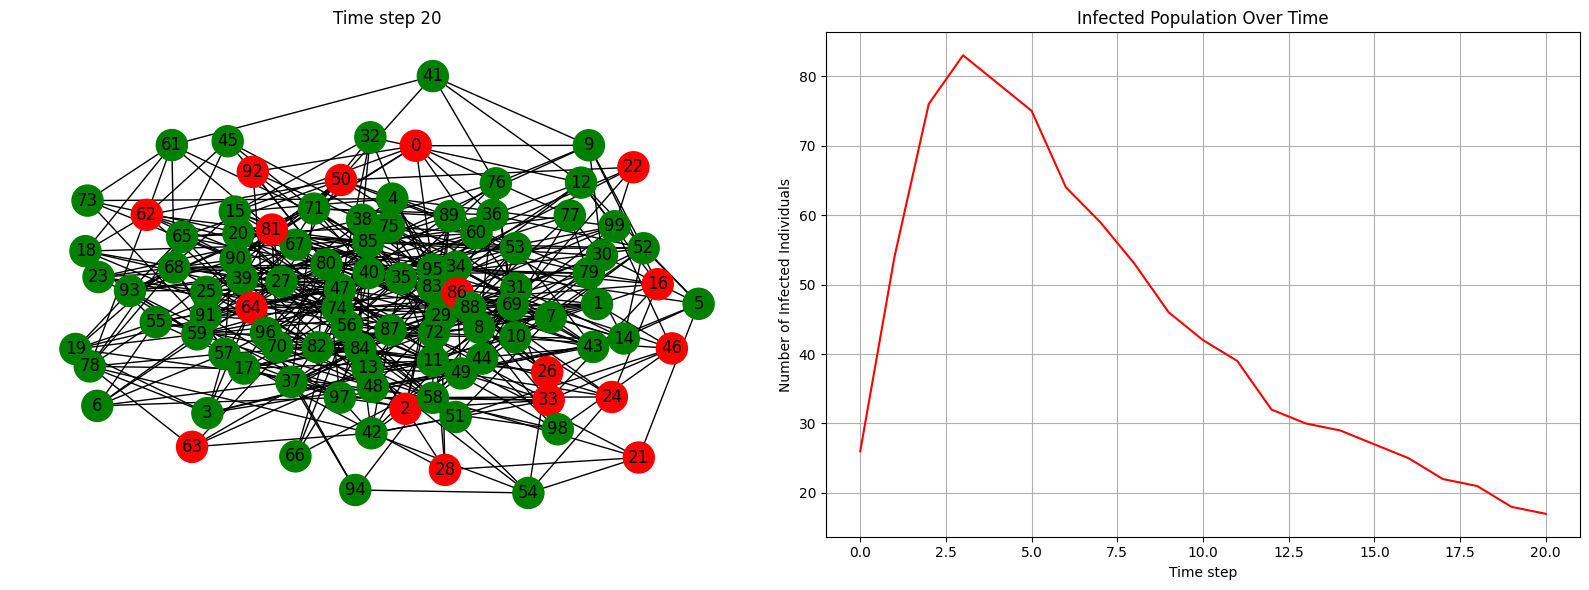 Time step 20
41
61 45 32 0 9
92 50 22
73 4 76 12
62 15 71 38 89 36 77
65 20 81 67 75 60 99
18 85 53 30 52
23 68 90 80 40 35 95 34 79 16
93 25 39 27 47 83 86 31 1 5
55 91 64 74 29 88 69 7
59 96 56 87 72 8 10 14
19 57 70 82 84 43 46
78 17 13 11 49 44 26
6 37 97 48 58 33 24
3 2 51
63 42 98
66 28 21
94 54
Infected Population Over Time
Number of Infected Individuals
80
70
60
50
40
30
20
0.0 2.5 5.0 7.5 10.0 12.5 15.0 17.5 20.0
Time step